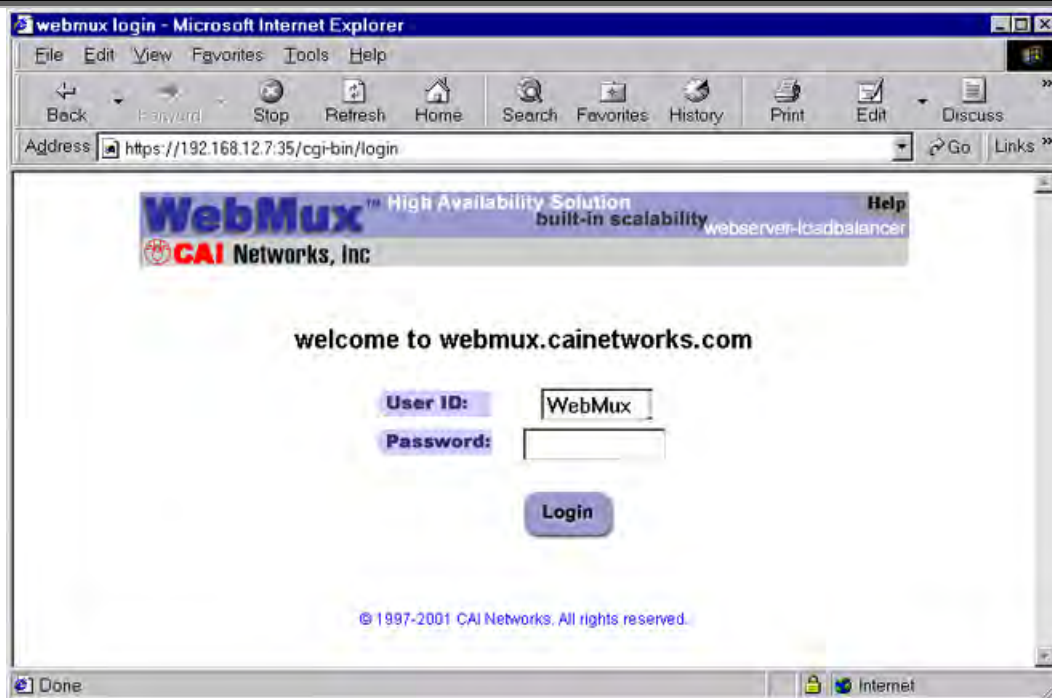 webmux login - Microsoft Internet Explorer
File Edit View Favorites Tools Help
Back Forward Stop Refresh Home Search Favorites History Print Edit Discuss »
Address https://192.168.12.7:35/cgi-bin/login Go Links »
WebMux™ High Availability Solution Help
built-in scalability
webserver-loadbalancer
CAI Networks, Inc
welcome to webmux.cainetworks.com
User ID: WebMux
Password:
Login
© 1997-2001 CAI Networks. All rights reserved.
Done Internet